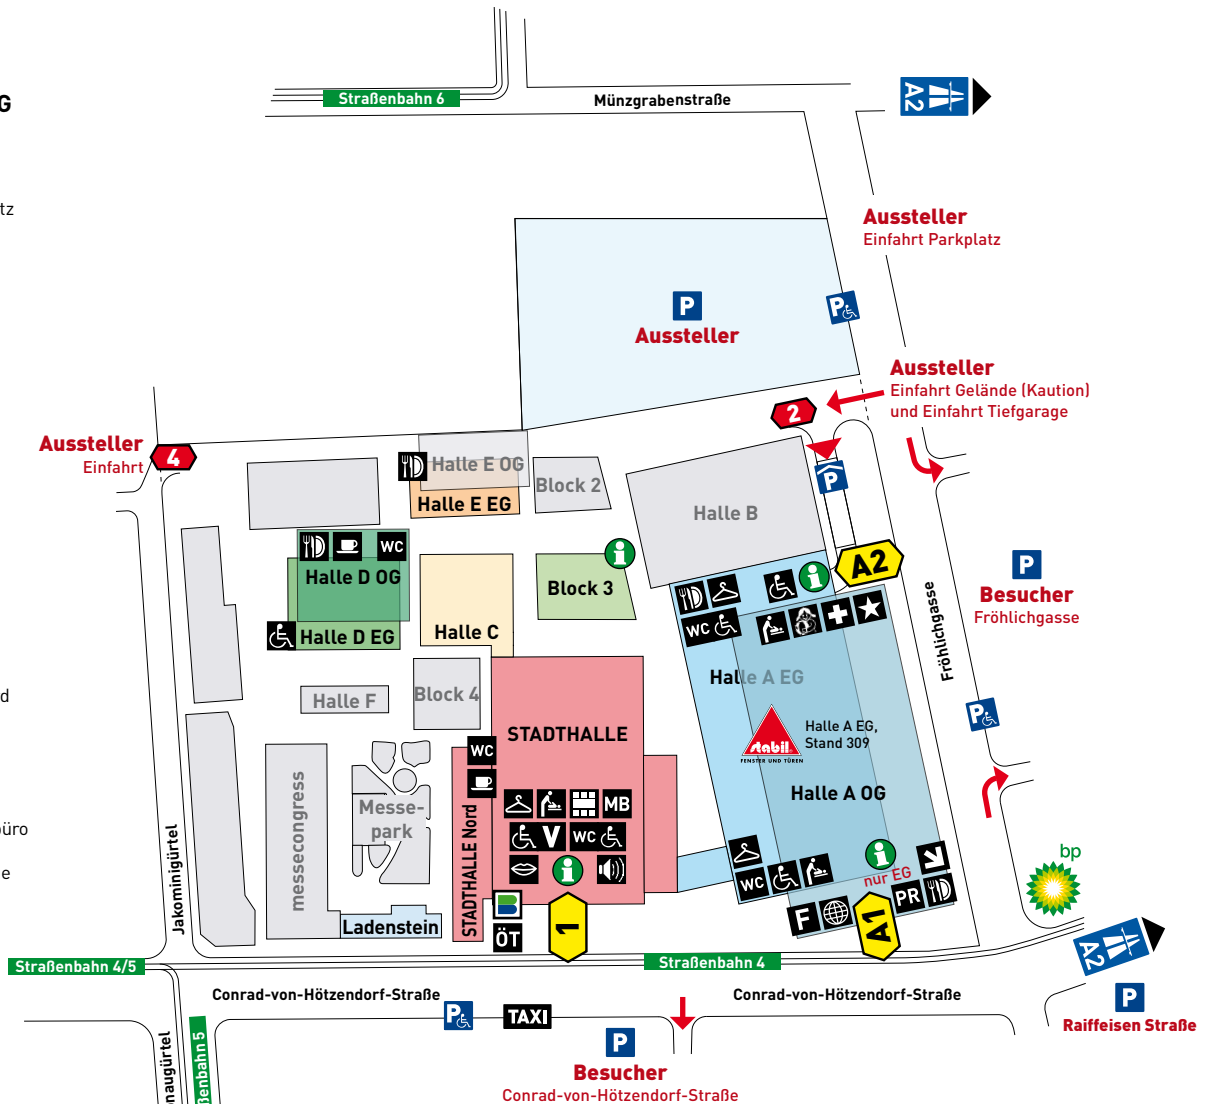 G
Straßenbahn 6
Münzgrabenstraße
A2
tz
Aussteller
Einfahrt Parkplatz
P
Aussteller
P
Aussteller
Einfahrt Gelände (Kaution)
und Einfahrt Tiefgarage
2
Aussteller
Einfahrt
4
P
Halle E OG
Halle E EG
Block 2
Halle B
WC
Halle D OG
Halle D EG
Halle C
Block 3
i
i
A2
P
Besucher
Fröhlichgasse
Fröhlichgasse
WC
Halle A EG
d
Halle F
Block 4
P
STADTHALLE
Halle A EG,
Stand 309
stabil
FENSTER UND TÜREN
Halle A OG
WC
MB
V
WC
i
messecongress
Messe-
park
STADTHALLE Nord
büro
e
Jakominigürtel
WC
i
nur EG
PR
F
A1
bp
Ladenstein
ÖT
1
A2
Straßenbahn 4/5
Straßenbahn 4
Conrad-von-Hötzendorf-Straße
Conrad-von-Hötzendorf-Straße
P
TAXI
P
Raiffeisen Straße
P
Besucher
Conrad-von-Hötzendorf-Straße
naugürtel
ßenbahn 5